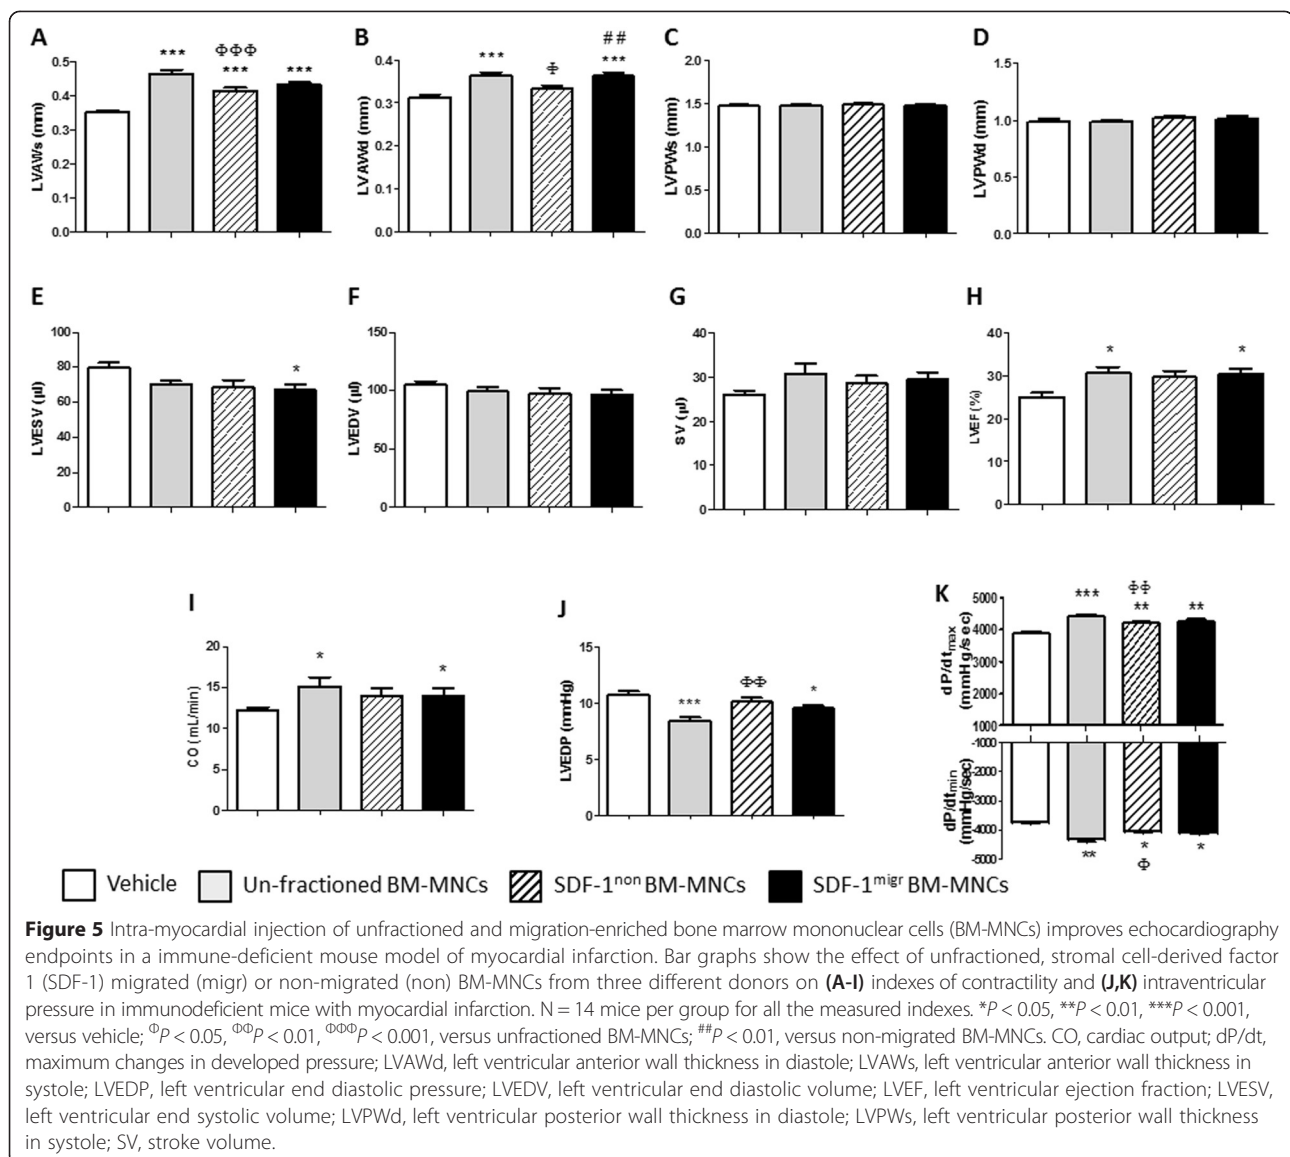 A
B
C
D
LVAWs (mm)
0.6
0.4
0.2
0.0
***
ΦΦΦ
***
***
LVAWd (mm)
0.4
0.3
0.2
0.1
0.0
***
Φ
##
***
LVPWs (mm)
2.0
1.5
1.0
0.5
0.0
LVPWd (mm)
1.5
1.0
0.5
0.0
E
F
G
H
LVESV (µl)
100
80
60
40
20
0
*
LVEDV (µl)
150
100
50
0
SV (µl)
40
30
20
10
0
LVEF (%)
40
30
20
10
0
*
*
I
J
K
CO (mL/min)
20
15
10
5
0
*
*
LVEDP (mmHg)
15
10
5
0
***
ΦΦ
*
dP/dtmax
(mmHg/sec)
5000
4000
3000
2000
1000
***
ΦΦ
**
**
dP/dtmin
(mmHg/sec)
-1000
-2000
-3000
-4000
-5000
**
*
Φ
*
Vehicle
Un-fractioned BM-MNCs
SDF-1non BM-MNCs
SDF-1migr BM-MNCs
Figure 5 Intra-myocardial injection of unfractioned and migration-enriched bone marrow mononuclear cells (BM-MNCs) improves echocardiography
endpoints in a immune-deficient mouse model of myocardial infarction. Bar graphs show the effect of unfractioned, stromal cell-derived factor
1 (SDF-1) migrated (migr) or non-migrated (non) BM-MNCs from three different donors on (A-I) indexes of contractility and (J,K) intraventricular
pressure in immunodeficient mice with myocardial infarction. N = 14 mice per group for all the measured indexes. *P < 0.05, **P < 0.01, ***P < 0.001,
versus vehicle; ΦP < 0.05, ΦΦP < 0.01, ΦΦΦP < 0.001, versus unfractioned BM-MNCs; ##P < 0.01, versus non-migrated BM-MNCs. CO, cardiac output; dP/dt,
maximum changes in developed pressure; LVAWd, left ventricular anterior wall thickness in diastole; LVAWs, left ventricular anterior wall thickness in
systole; LVEDP, left ventricular end diastolic pressure; LVEDV, left ventricular end diastolic volume; LVEF, left ventricular ejection fraction; LVESV,
left ventricular end systolic volume; LVPWd, left ventricular posterior wall thickness in diastole; LVPWs, left ventricular posterior wall thickness
in systole; SV, stroke volume.